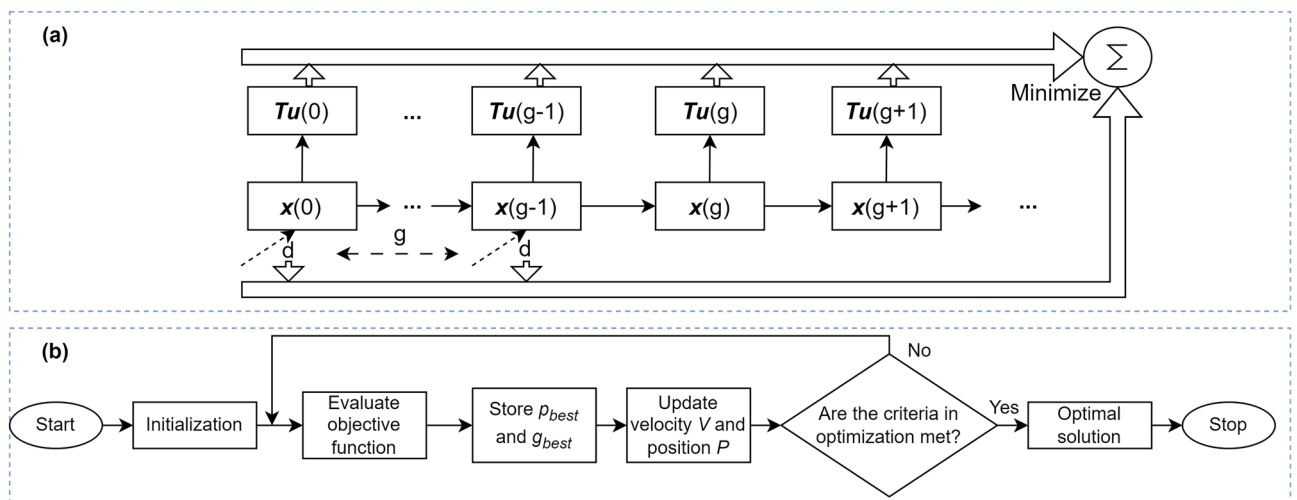 (a)
Σ
Minimize
Tu(0)
...
Tu(g-1)
Tu(g)
Tu(g+1)
x(0)
...
x(g-1)
x(g)
x(g+1)
...
d
g
d
(b)
No
Start
Initialization
Evaluate
objective
function
Store pbest
and gbest
Update
velocity V and
position P
Are the criteria in
optimization met?
Yes
Optimal
solution
Stop